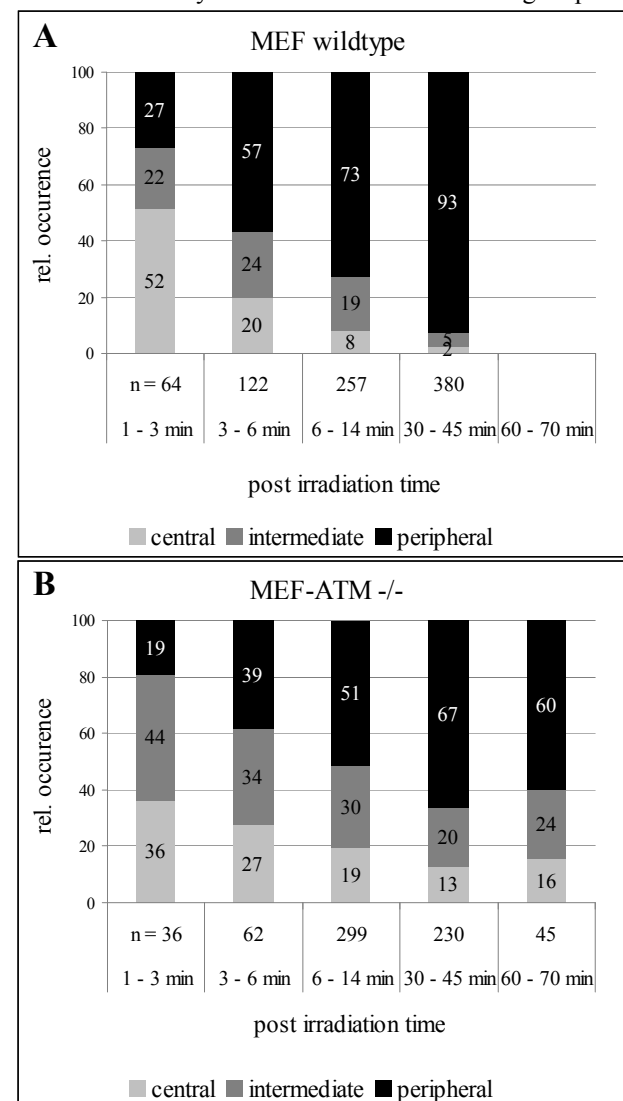 A
MEF wildtype
rel. occurence
100
80
60
40
20
0
27
57
73
93
22
24
19
5
52
20
8
2
n = 64 122 257 380
1 - 3 min 3 - 6 min 6 - 14 min 30 - 45 min 60 - 70 min
post irradiation time
central intermediate peripheral
B
MEF-ATM -/-
rel. occurence
100
80
60
40
20
0
19
39
51
67
60
44
34
30
20
24
36
27
19
13
16
n = 36 62 299 230 45
1 - 3 min 3 - 6 min 6 - 14 min 30 - 45 min 60 - 70 min
post irradiation time
central intermediate peripheral